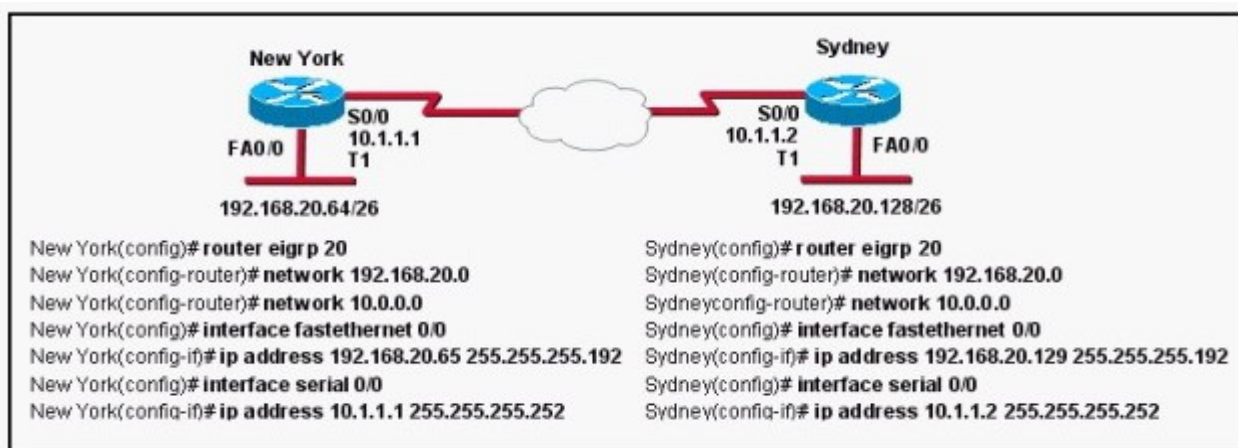 New York
Sydney
S0/0
10.1.1.1
T1
FA0/0
192.168.20.64/26
S0/0
10.1.1.2
T1
FA0/0
192.168.20.128/26
New York(config)# router eigrp 20
New York(config-router)# network 192.168.20.0
New York(config-router)# network 10.0.0.0
New York(config)# interface fastethernet 0/0
New York(config-if)# ip address 192.168.20.65 255.255.255.192
New York(config)# interface serial 0/0
New York(config-if)# ip address 10.1.1.1 255.255.255.252
Sydney(config)# router eigrp 20
Sydney(config-router)# network 192.168.20.0
Sydneyconfig-router)# network 10.0.0.0
Sydney(config)# interface fastethernet 0/0
Sydney(config-if)# ip address 192.168.20.129 255.255.255.192
Sydney(config)# interface serial 0/0
Sydney(config-if)# ip address 10.1.1.2 255.255.255.252